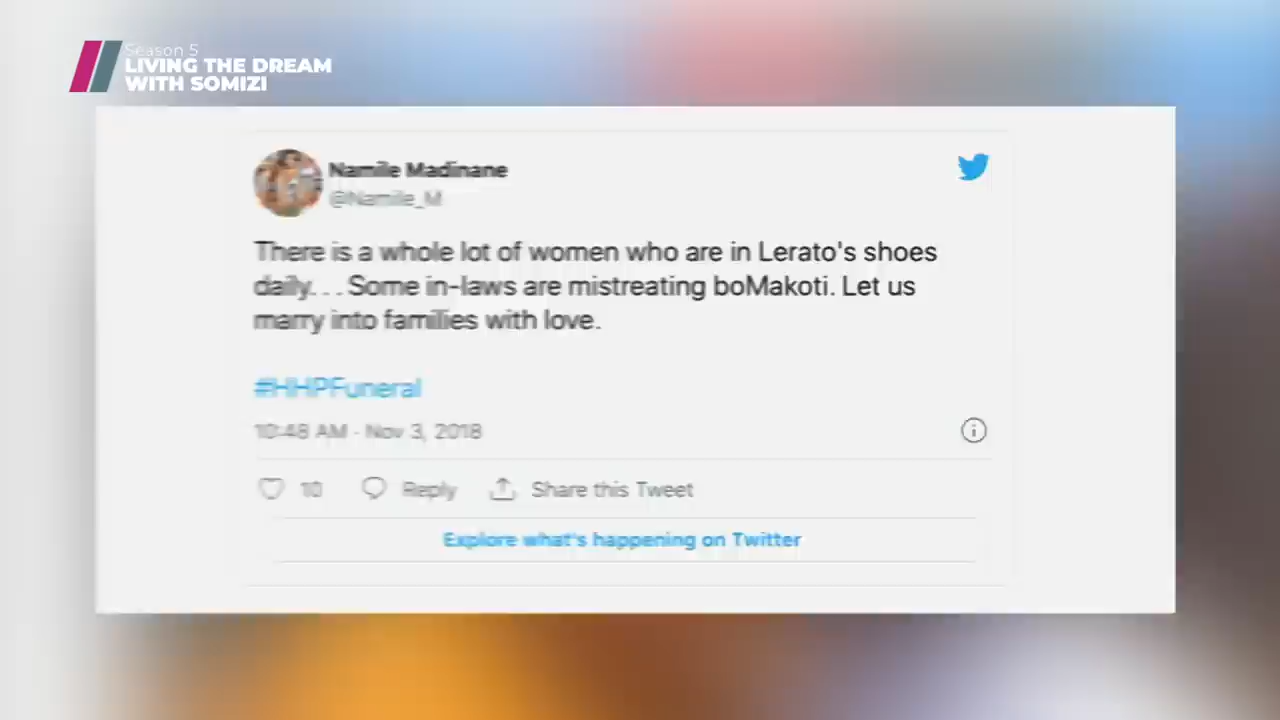 Season 5
LIVING THE DREAM
WITH SOMIZI
Namile Madinane
@Namile_M
There is a whole lot of women who are in Lerato's shoes
daily. . . Some in-laws are mistreating boMakoti. Let us
marry into families with love.
#HHPFuneral
10:48 AM · Nov 3, 2018
10 Reply Share this Tweet
Explore what's happening on Twitter